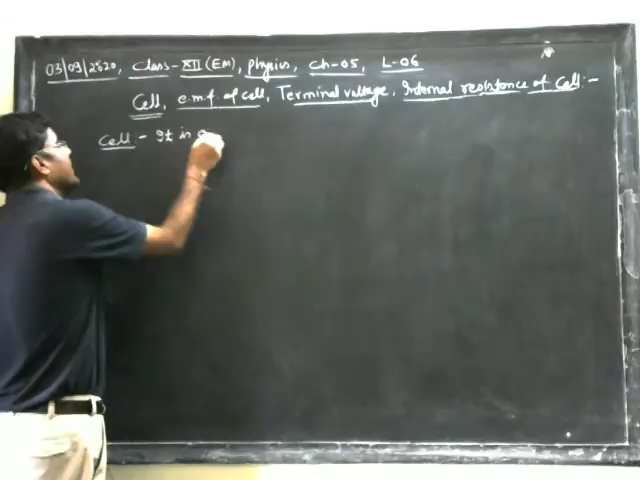 03/09/2020, Class-XII(EM), Physics, Ch-05, L-06
Cell, e.m.f. of cell, Terminal voltage, Internal resistance of Cell:-
Cell - It is